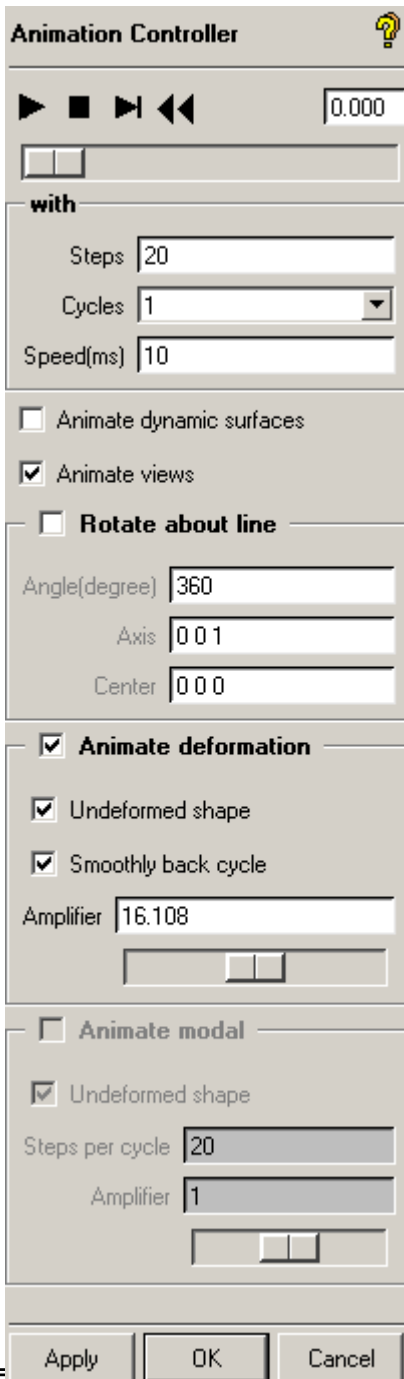 Animation Controller
0.000
with
Steps 20
Cycles 1
Speed(ms) 10
Animate dynamic surfaces
Animate views
Rotate about line
Angle(degree) 360
Axis 0 0 1
Center 0 0 0
Animate deformation
Undeformed shape
Smoothly back cycle
Amplifier 16.108
Animate modal
Undeformed shape
Steps per cycle 20
Amplifier 1
Apply OK Cancel